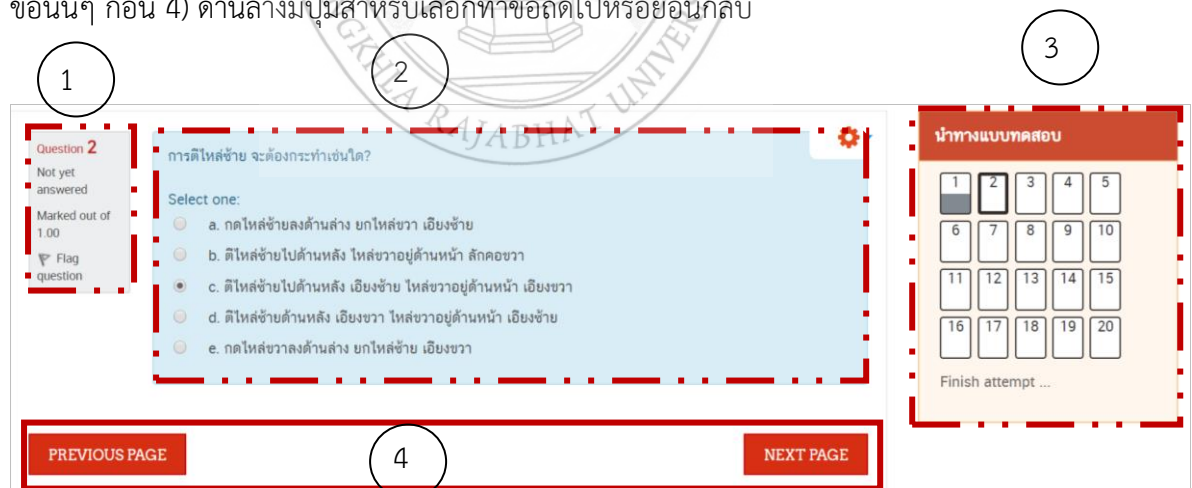 ข้อนั้นๆ ก่อน 4) ด้านล่างมีปุ่มสำหรับเลือกทำข้อถัดไปหรือย้อนกลับ
1
2
3
GKHLA RAJABHAT UNIVER
Question 2
Not yet
answered
Marked out of
1.00
Flag
question
การตีไหล่ซ้าย จะต้องกระทำเช่นใด?
Select one:
a. กดไหล่ซ้ายลงด้านล่าง ยกไหล่ขวา เอียงซ้าย
b. ตีไหล่ซ้ายไปด้านหลัง ไหล่ขวาอยู่ด้านหน้า ลักคอขวา
c. ตีไหล่ซ้ายไปด้านหลัง เอียงซ้าย ไหล่ขวาอยู่ด้านหน้า เอียงขวา
d. ตีไหล่ซ้ายด้านหลัง เอียงขวา ไหล่ขวาอยู่ด้านหน้า เอียงซ้าย
e. กดไหล่ขวาลงด้านล่าง ยกไหล่ซ้าย เอียงขวา
นำทางแบบทดสอบ
1 2 3 4 5
6 7 8 9 10
11 12 13 14 15
16 17 18 19 20
Finish attempt ...
PREVIOUS PAGE
4
NEXT PAGE